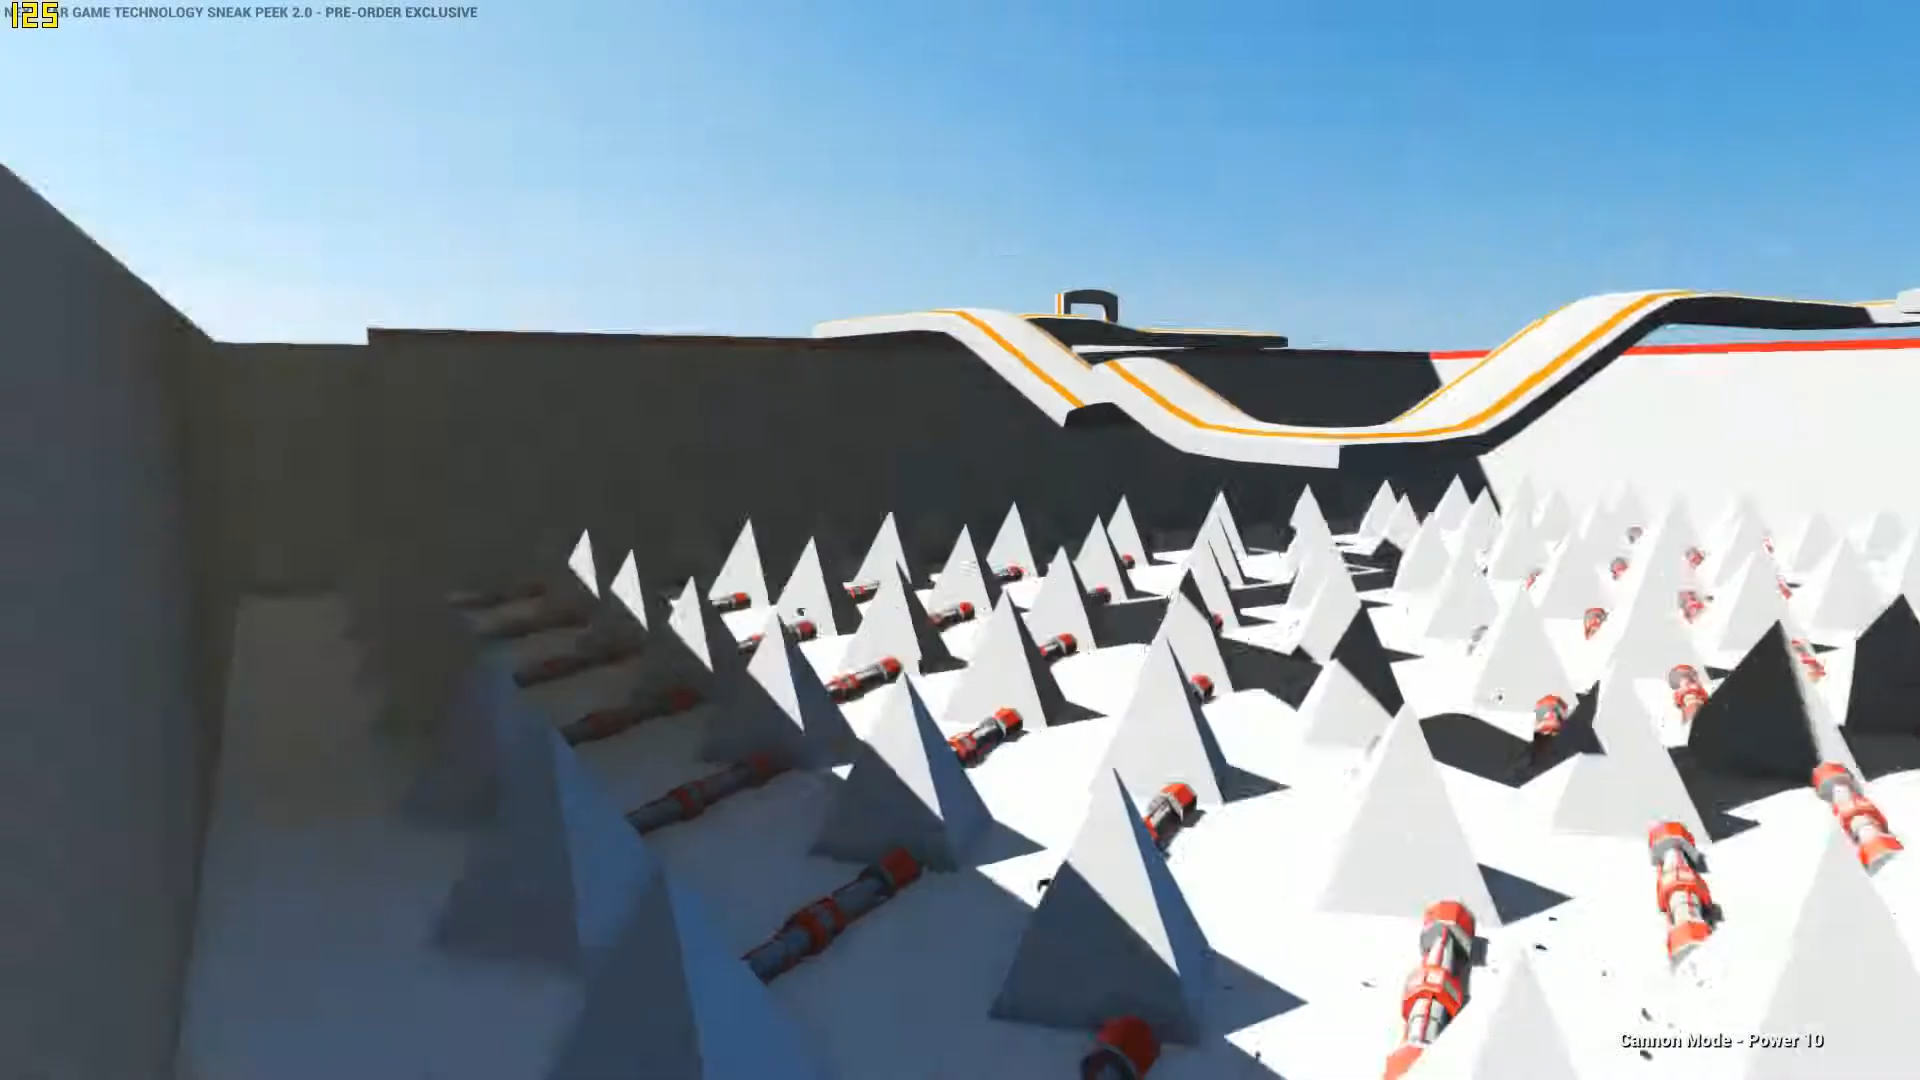 125
GAME TECHNOLOGY SNEAK PEEK 2.0 - PRE-ORDER EXCLUSIVE
Cannon Mode - Power 10